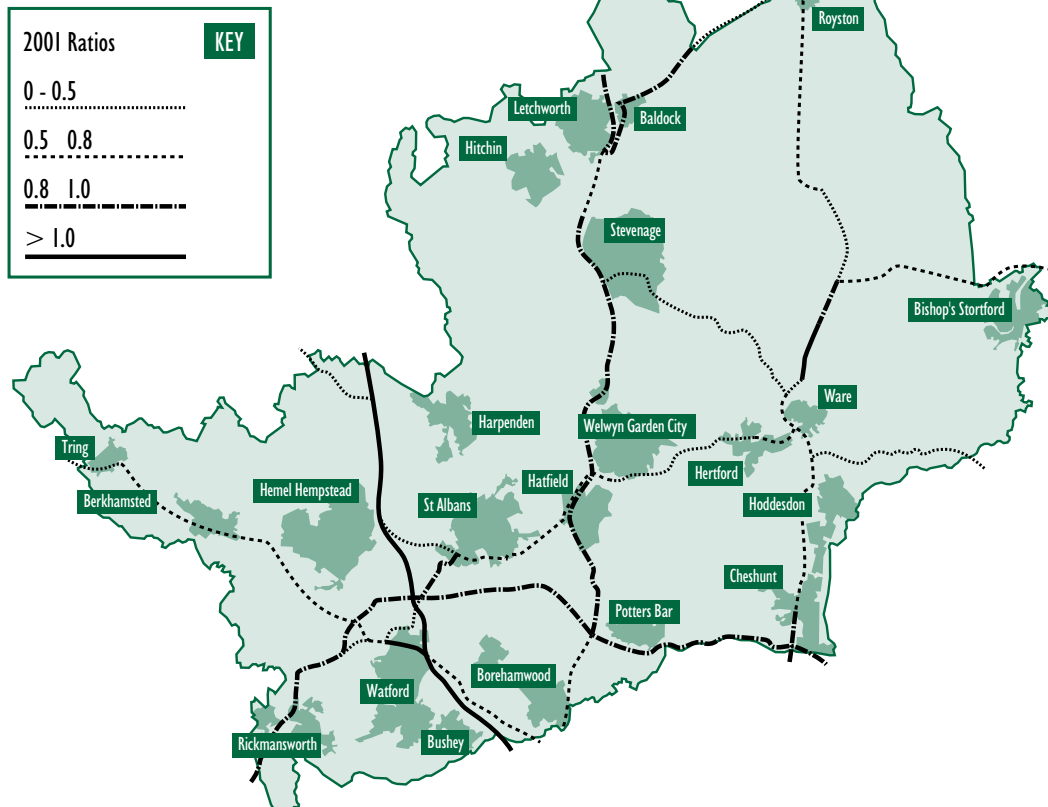 2001 Ratios
KEY
0 - 0.5
0.5 0.8
0.8 1.0
> 1.0
Royston
Letchworth
Baldock
Hitchin
Stevenage
Bishop's Stortford
Ware
Harpenden
Welwyn Garden City
Tring
Hertford
Hatfield
Hemel Hempstead
Berkhamsted
St Albans
Hoddesdon
Cheshunt
Potters Bar
Borehamwood
Watford
Rickmansworth
Bushey